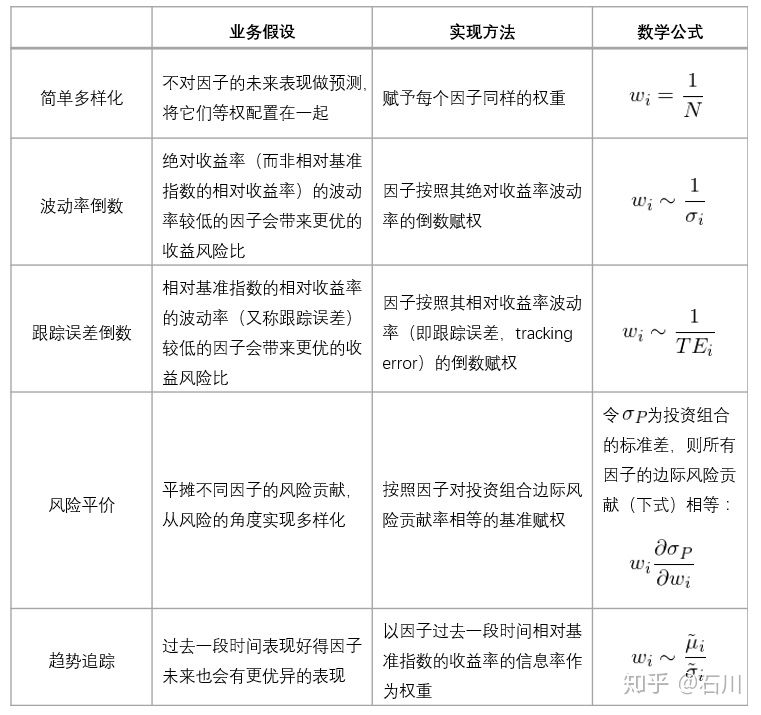 业务假设
实现方法
数学公式
简单多样化
不对因子的未来表现做预测,
将它们等权配置在一起
赋予每个因子同样的权重
w_i = 1/N
波动率倒数
绝对收益率（而非相对基准
指数的相对收益率）的波动
率较低的因子会带来更优的
收益风险比
因子按照其绝对收益率波动
率的倒数赋权
w_i ~ 1/σ_i
跟踪误差倒数
相对基准指数的相对收益率
的波动率（又称跟踪误差）
较低的因子会带来更优的收
益风险比
因子按照其相对收益率波动
率（即跟踪误差，tracking
error）的倒数赋权
w_i ~ 1/TE_i
风险平价
平摊不同因子的风险贡献,
从风险的角度实现多样化
按照因子对投资组合边际风
险贡献率相等的基准赋权
令σ_P为投资组合
的标准差，则所有
因子的边际风险贡
献（下式）相等：
w_i ∂σ_P/∂w_i
趋势追踪
过去一段时间表现好得因子
未来也会有更优异的表现
以因子过去一段时间相对基
准指数的收益率的信息率作
为权重
w_i ~ μ̃_i/σ̃_i
知乎 @石川